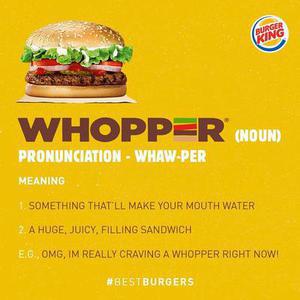 BURGER
KING
WHOPPER® (NOUN)
PRONUNCIATION - WHAW-PER
MEANING
1. SOMETHING THAT'LL MAKE YOUR MOUTH WATER
2. A HUGE, JUICY, FILLING SANDWICH
E.G., OMG, IM REALLY CRAVING A WHOPPER RIGHT NOW!
#BESTBURGERS